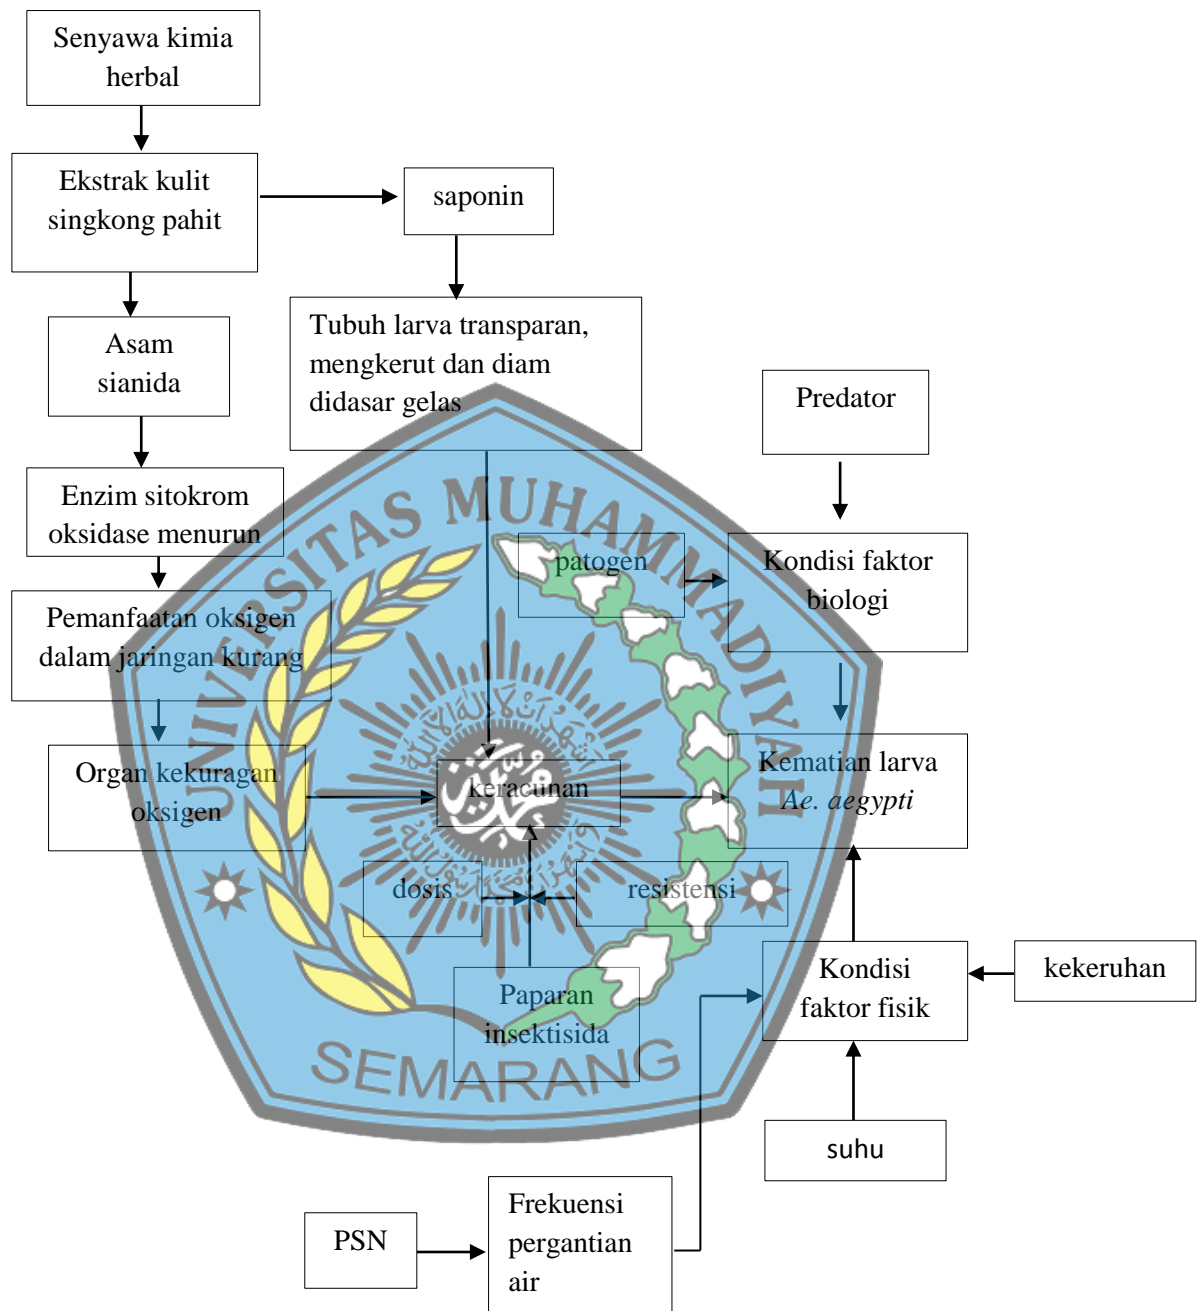 Senyawa kimia
herbal
Ekstrak kulit
singkong pahit
saponin
Asam
sianida
Tubuh larva transparan,
mengkerut dan diam
didasar gelas
Predator
Enzim sitokrom
oksidase menurun
UNIVERSITAS MUHAMMADIYAH
patogen
Kondisi faktor
biologi
Pemanfaatan oksigen
dalam jaringan kurang
Organ kekuragan
oksigen
keracunan
Kematian larva
Ae. aegypti
dosis
resistensi
Paparan
insektisida
Kondisi
faktor fisik
kekeruhan
SEMARANG
suhu
PSN
Frekuensi
pergantian
air